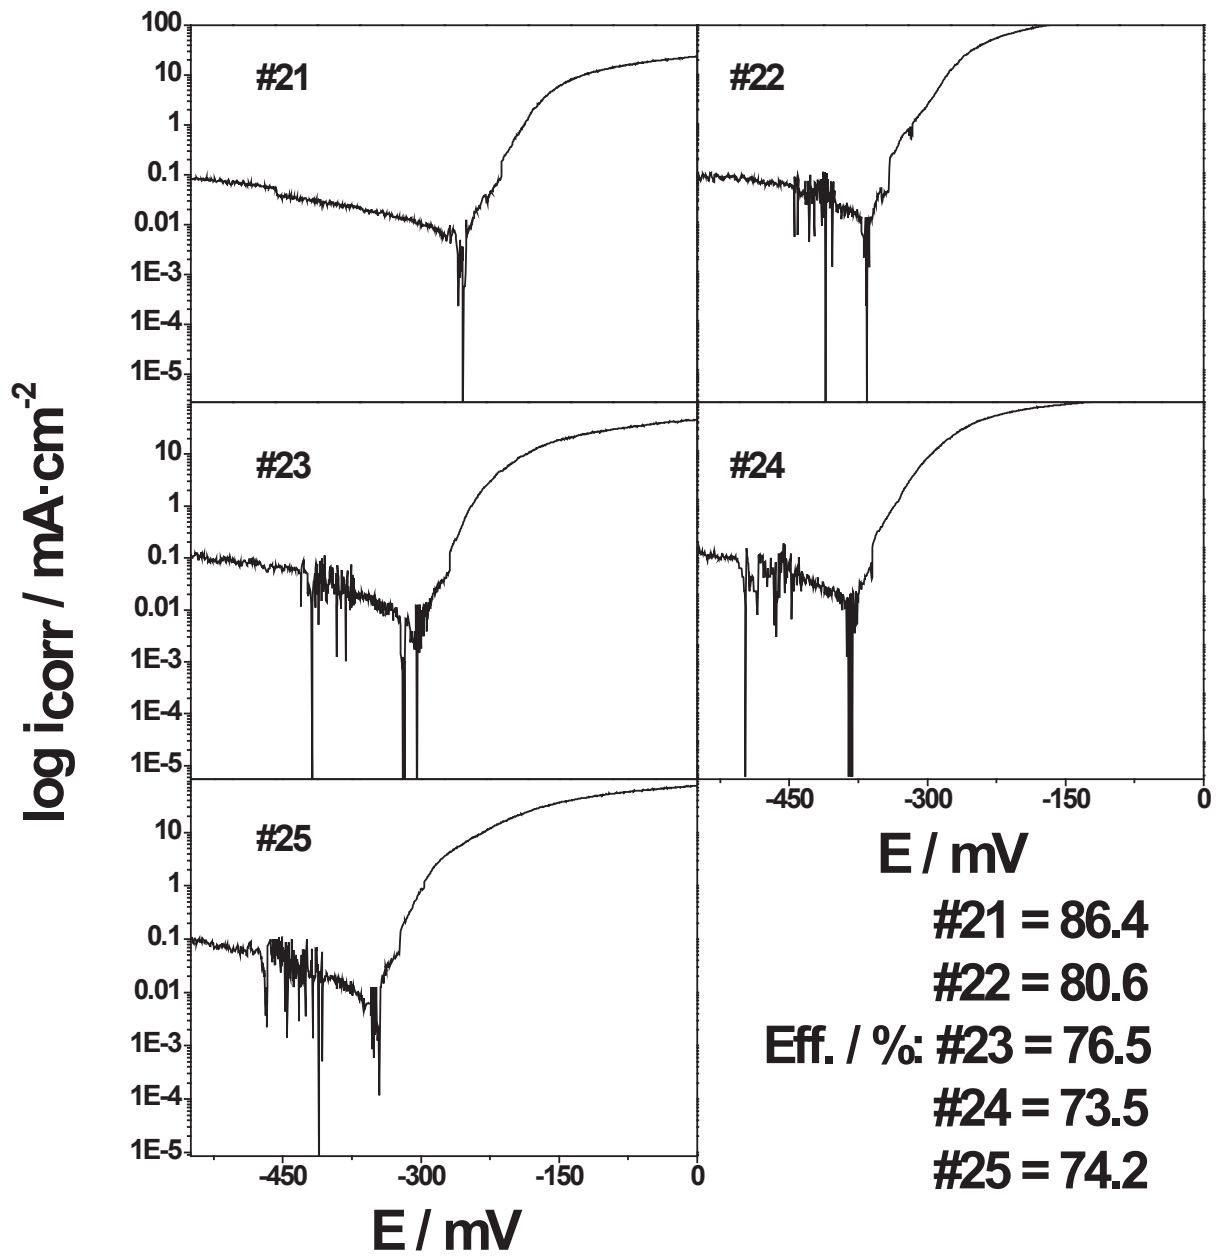 100
10
1
0.1
0.01
1E-3
1E-4
1E-5
#21
#22
10
1
0.1
0.01
1E-3
1E-4
1E-5
#23
#24
log icorr / mA·cm-2
-450 -300 -150 0
E / mV
10
1
0.1
0.01
1E-3
1E-4
1E-5
#25
-450 -300 -150 0
E / mV
#21 = 86.4
#22 = 80.6
Eff. / %: #23 = 76.5
#24 = 73.5
#25 = 74.2